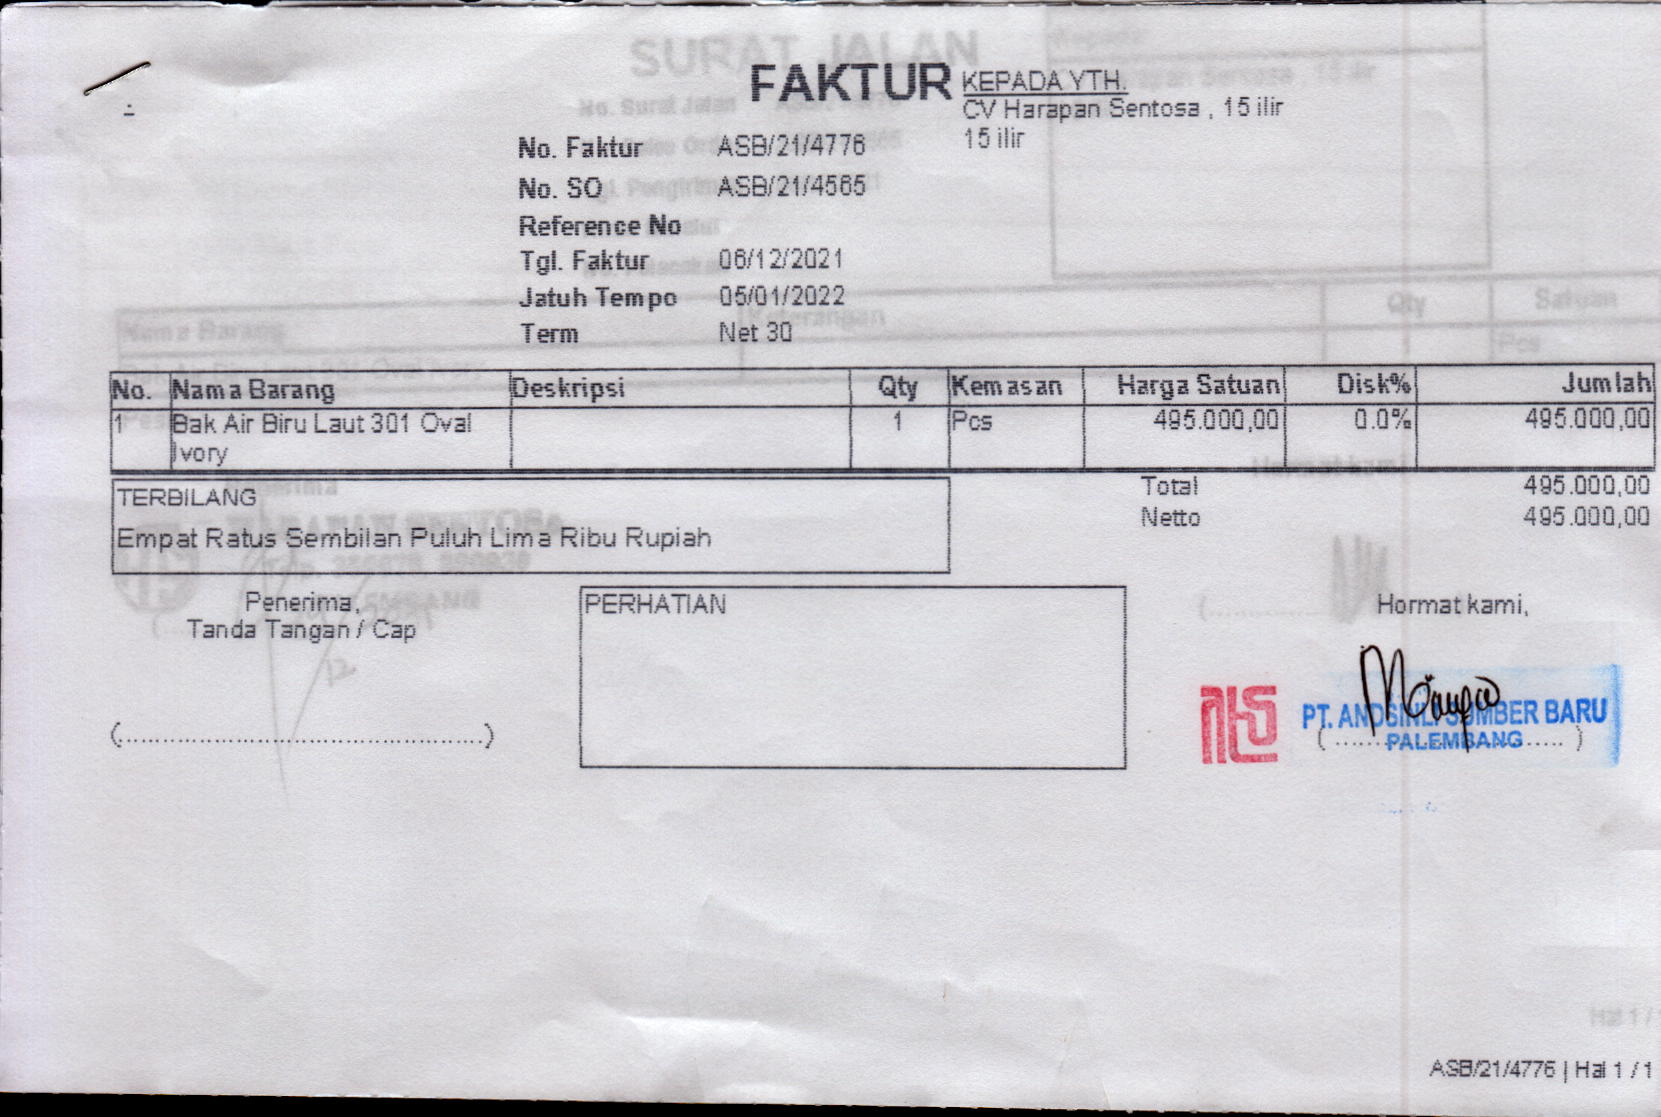 SURAT JALAN
FAKTUR
KEPADA YTH.
CV Harapan Sentosa , 15 ilir
15 ilir
No. Faktur ASB/21/4776
No. SO ASB/21/4565
Reference No
Tgl. Faktur 06/12/2021
Jatuh Tempo 05/01/2022
Term Net 30
No. Nama Barang Deskripsi Qty Kemasan Harga Satuan Disk% Jumlah
1 Bak Air Biru Laut 301 Oval 1 Pcs 495.000,00 0.0% 495.000,00
Ivory
Total 495.000,00
Netto 495.000,00
TERBILANG
Empat Ratus Sembilan Puluh Lima Ribu Rupiah
Penerima,
Tanda Tangan / Cap
(.......................................................)
PERHATIAN
Hormat kami,
PT. ANDSINLI SUMBER BARU
PALEMBANG
ASB/21/4776 | Hal 1 / 1